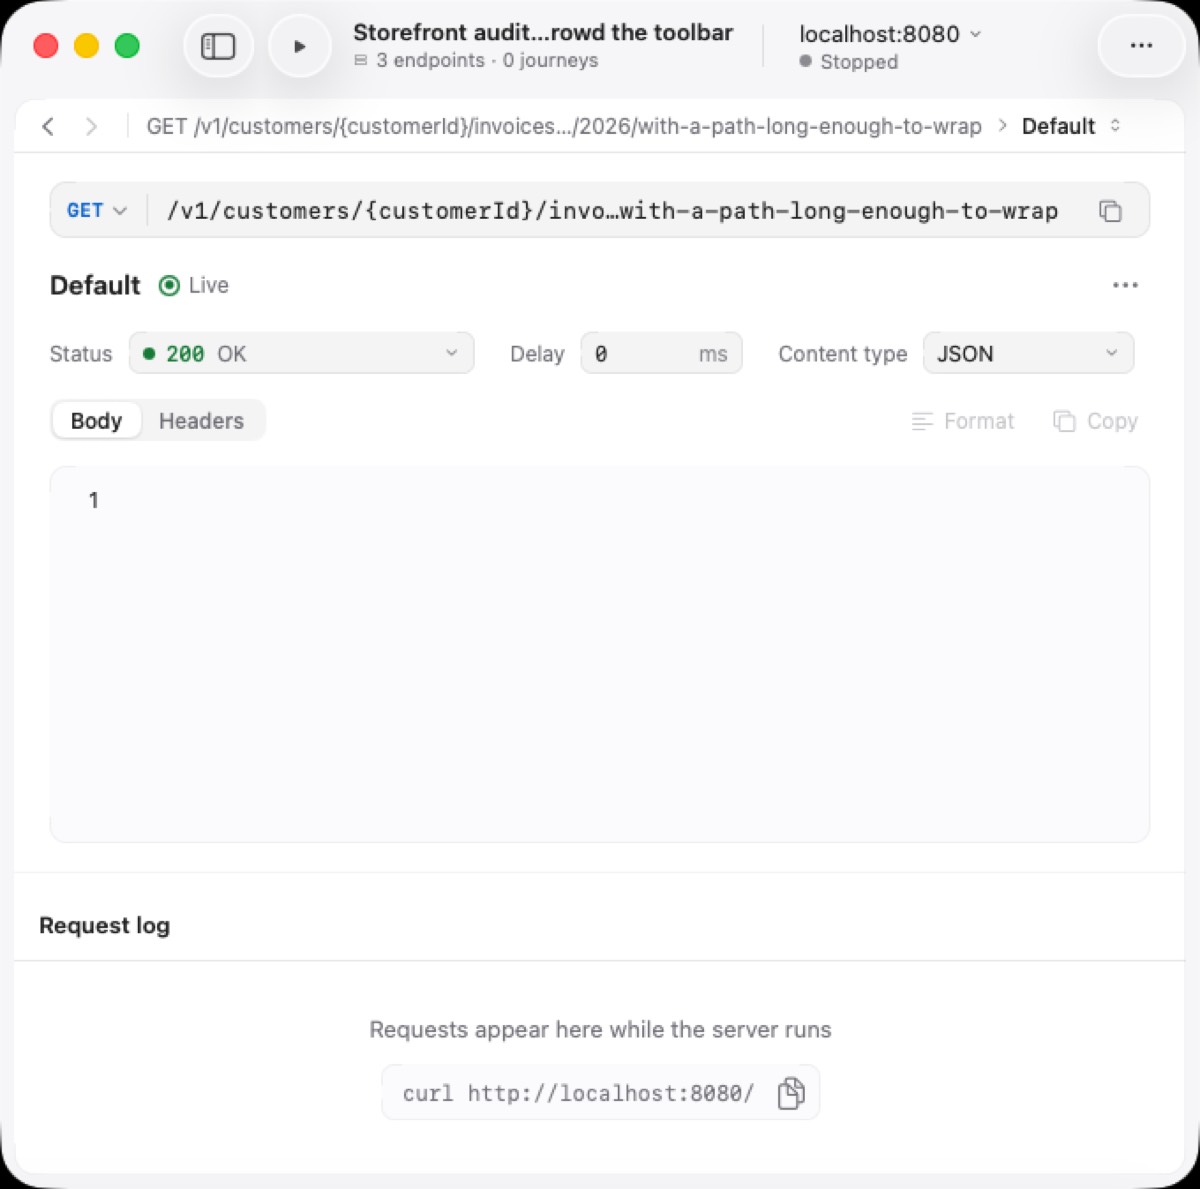 Storefront audit...rowd the toolbar
3 endpoints · 0 journeys
localhost:8080
Stopped
GET /v1/customers/{customerId}/invoices.../2026/with-a-path-long-enough-to-wrap > Default
GET /v1/customers/{customerId}/invo…with-a-path-long-enough-to-wrap
Default Live
Status 200 OK Delay 0 ms Content type JSON
Body Headers Format Copy
1
Request log
Requests appear here while the server runs
curl http://localhost:8080/